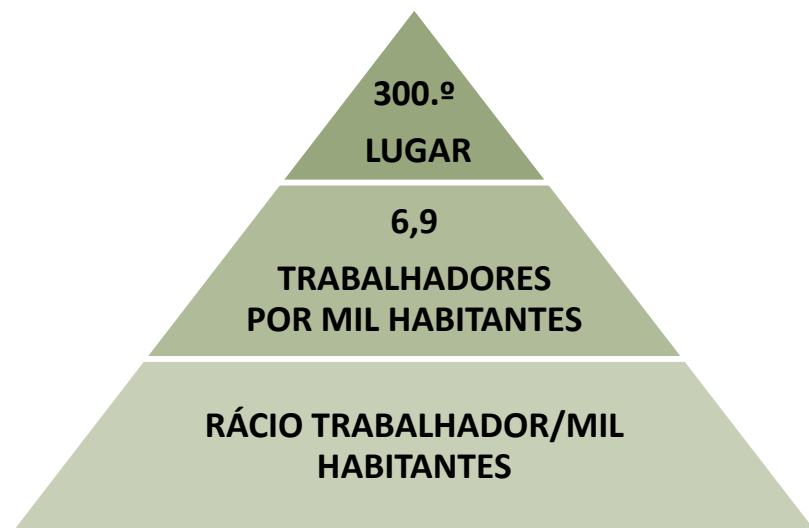 300.º
LUGAR
6,9
TRABALHADORES
POR MIL HABITANTES
RÁCIO TRABALHADOR/MIL
HABITANTES